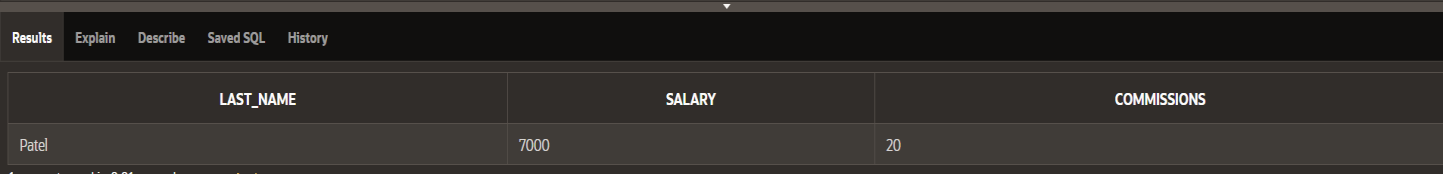 Results Explain Describe Saved SQL History
LAST_NAME SALARY COMMISSIONS
Patel 7000 20